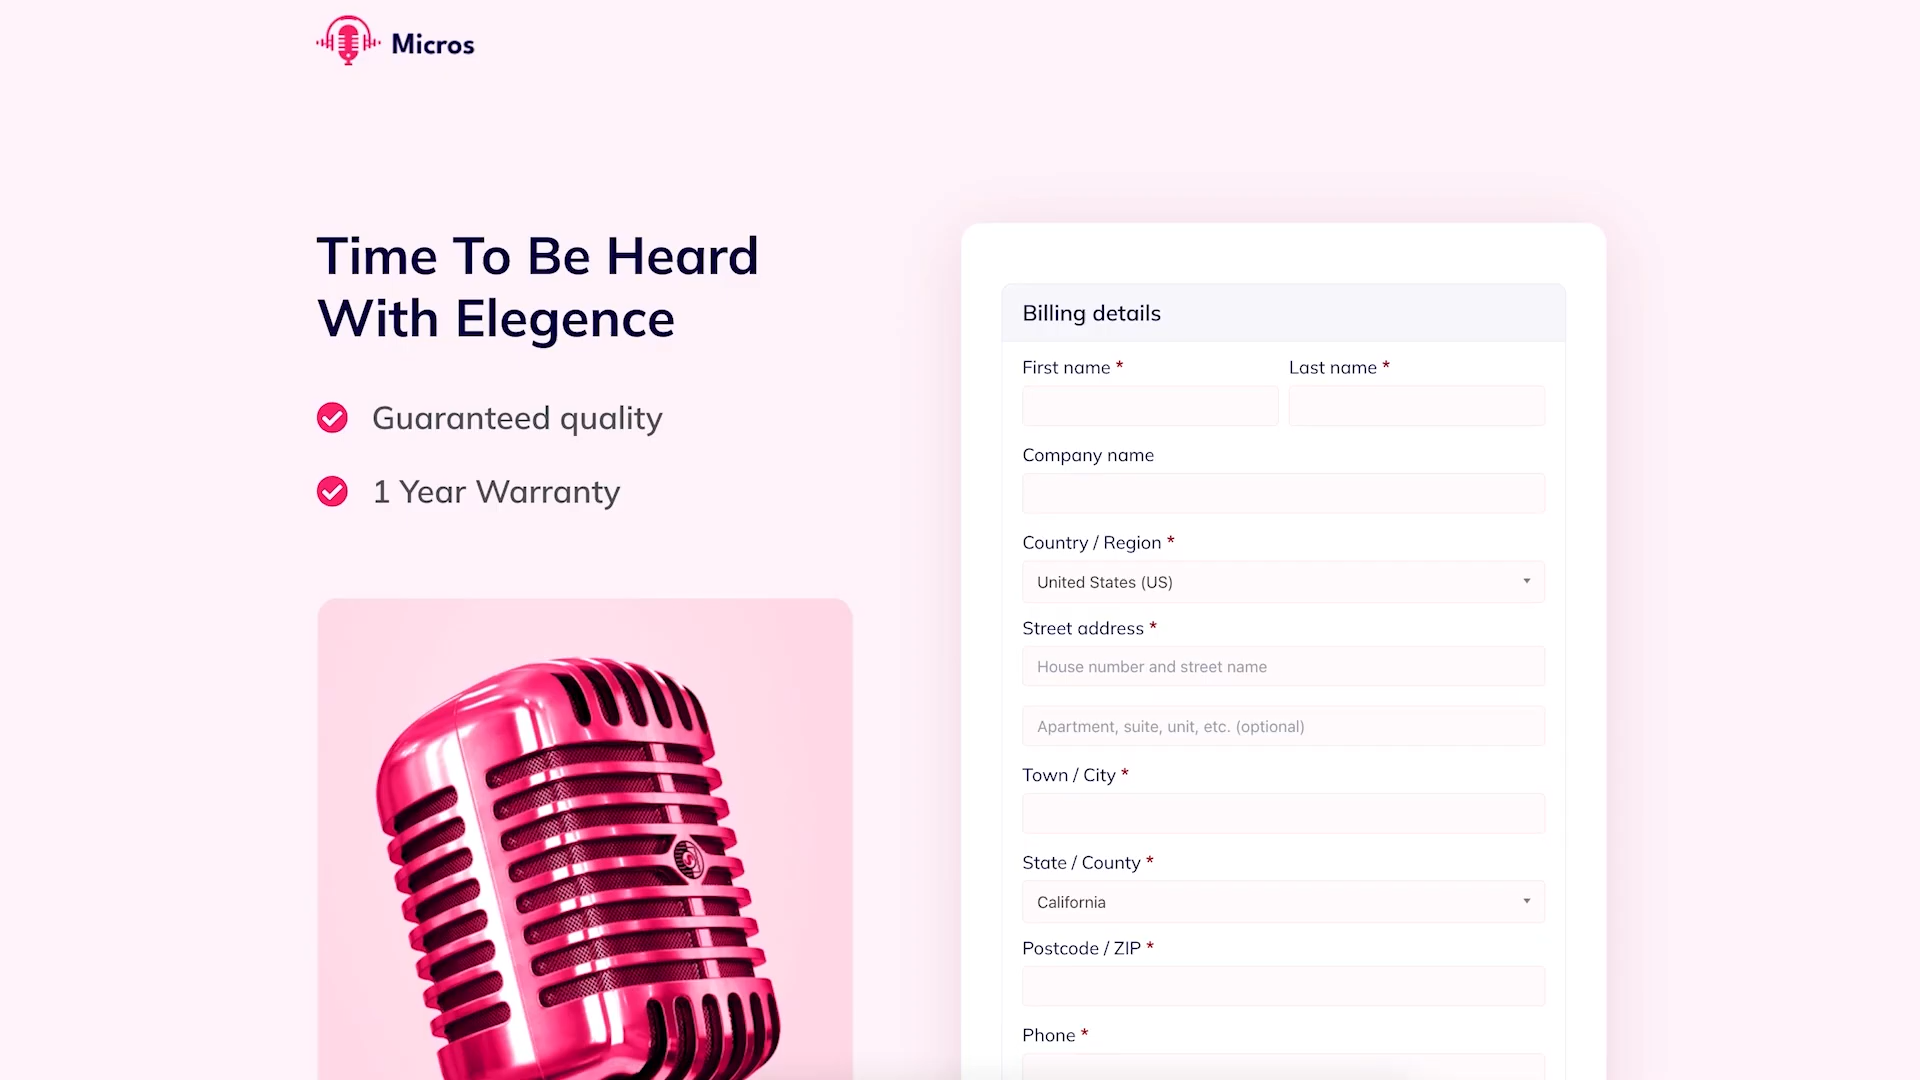 Micros
Time To Be Heard
With Elegence
Guaranteed quality
1 Year Warranty
Billing details
First name *
Last name *
Company name
Country / Region *
United States (US)
Street address *
House number and street name
Apartment, suite, unit, etc. (optional)
Town / City *
State / County *
California
Postcode / ZIP *
Phone *